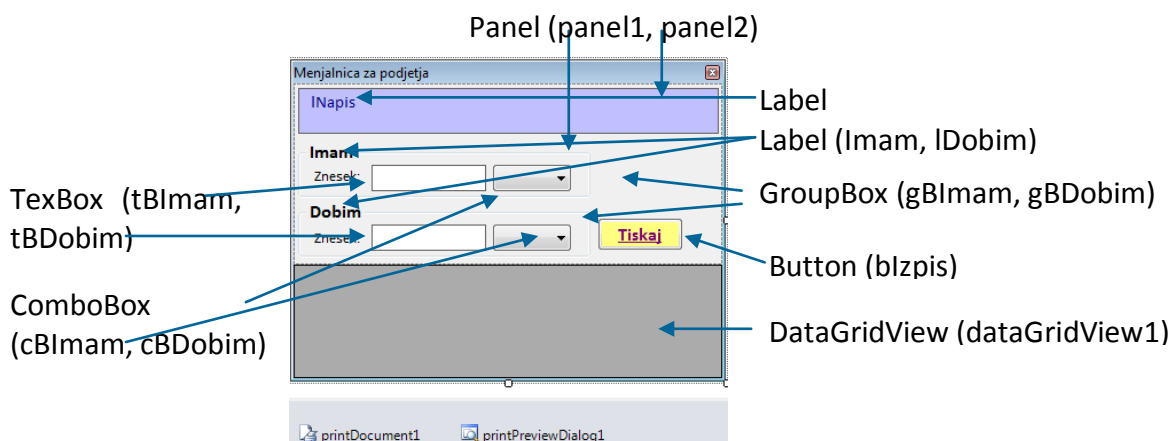 Panel (panel1, panel2)
Menjalnica za podjetja
lNapis
Label
Imam
Label (Imam, lDobim)
Znesek:
TexBox (tBImam,
tBDobim)
GroupBox (gBImam, gBDobim)
Dobim
Znesek:
Tiskaj
Button (bIzpis)
ComboBox
(cBImam, cBDobim)
DataGridView (dataGridView1)
printDocument1 printPreviewDialog1